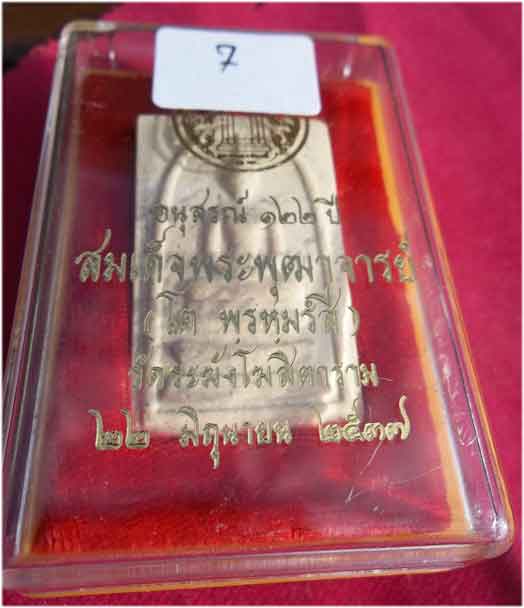 7
อนุสรณ์ ๑๒๒ ปี
สมเด็จพระพุฒาจารย์
( โต พรหมรังสี )
วัดระฆังโฆสิตาราม
๒๒ มิถุนายน ๒๕๓๗